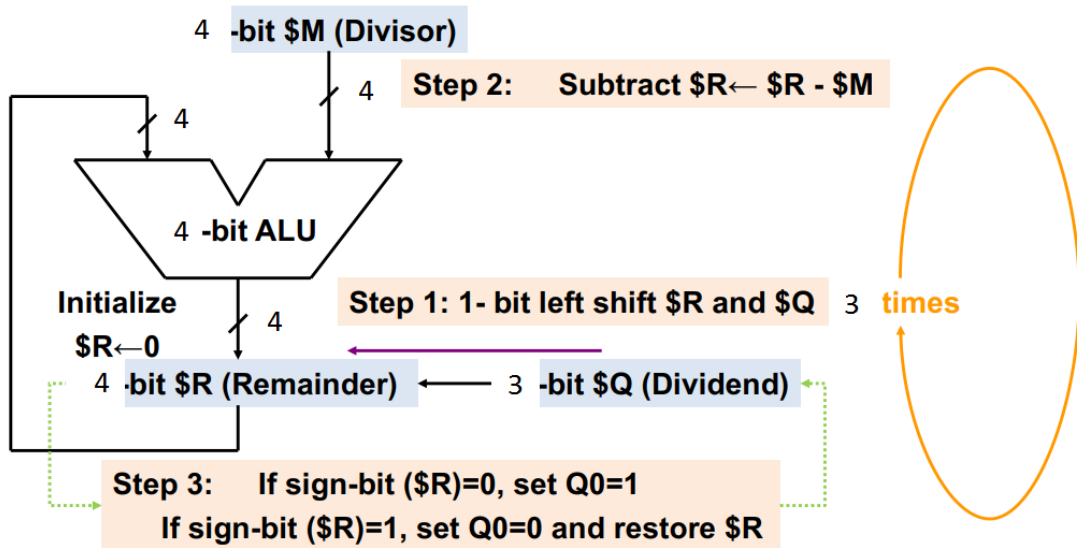 4 -bit $M (Divisor)
4
Step 2: Subtract $R← $R - $M
4
4 -bit ALU
Initialize
$R←0
4
Step 1: 1- bit left shift $R and $Q 3 times
4 -bit $R (Remainder)
3 -bit $Q (Dividend)
Step 3: If sign-bit ($R)=0, set Q0=1
If sign-bit ($R)=1, set Q0=0 and restore $R